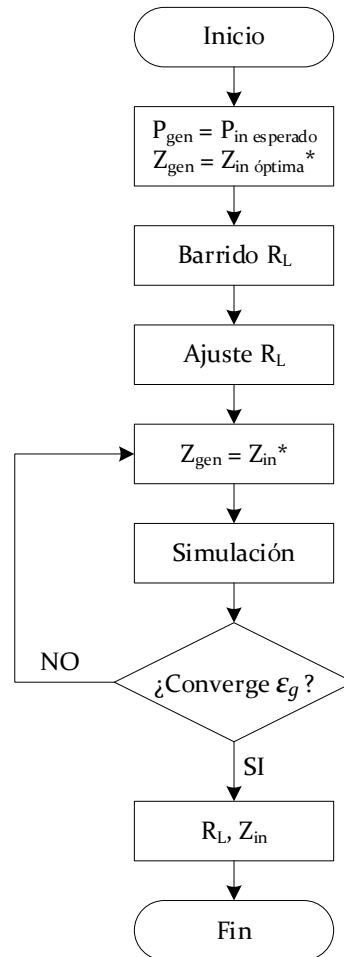 Inicio
P_gen = P_in esperado
Z_gen = Z_in óptima*
Barrido R_L
Ajuste R_L
Z_gen = Z_in*
Simulación
¿Converge ε_g?
NO
SI
R_L, Z_in
Fin